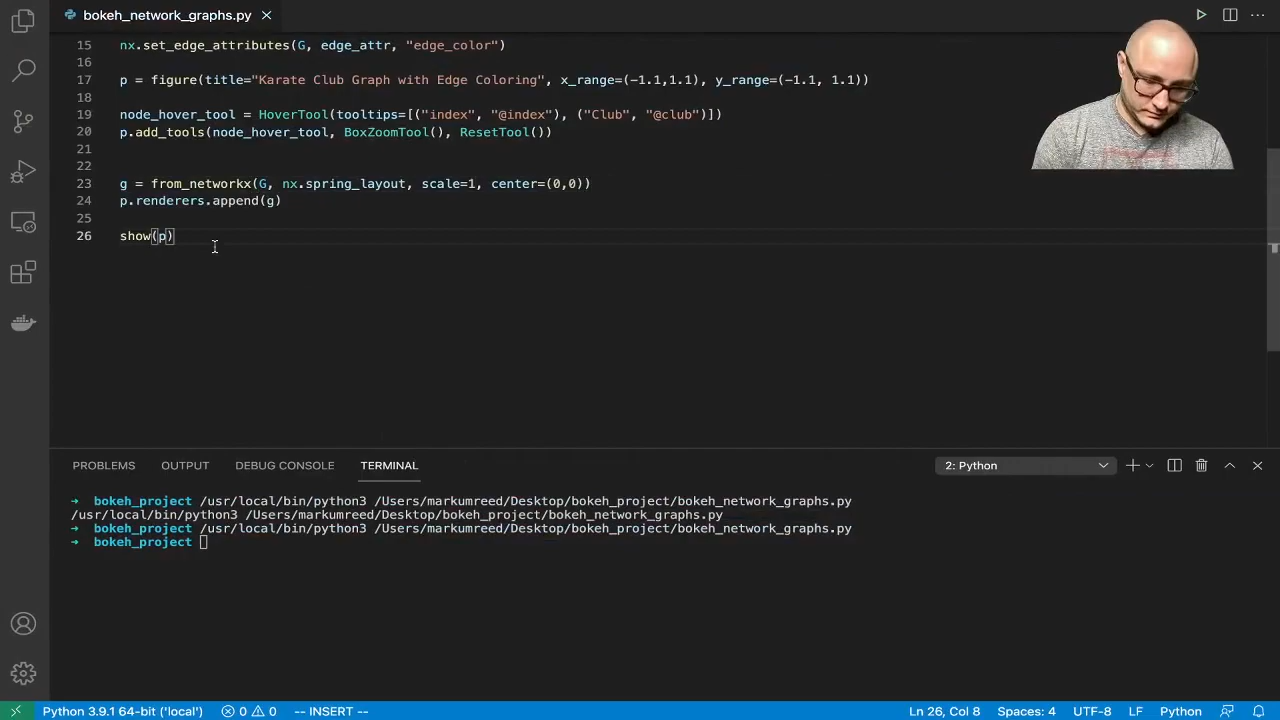 bokeh_network_graphs.py
15 nx.set_edge_attributes(G, edge_attr, "edge_color")
16
17 p = figure(title="Karate Club Graph with Edge Coloring", x_range=(-1.1,1.1), y_range=(-1.1, 1.1))
18
19 node_hover_tool = HoverTool(tooltips=[("index", "@index"), ("Club", "@club")])
20 p.add_tools(node_hover_tool, BoxZoomTool(), ResetTool())
21
22
23 g = from_networkx(G, nx.spring_layout, scale=1, center=(0,0))
24 p.renderers.append(g)
25
26 show(p)
PROBLEMS OUTPUT DEBUG CONSOLE TERMINAL 2: Python
→ bokeh_project /usr/local/bin/python3 /Users/markumreed/Desktop/bokeh_project/bokeh_network_graphs.py
/usr/local/bin/python3 /Users/markumreed/Desktop/bokeh_project/bokeh_network_graphs.py
→ bokeh_project /usr/local/bin/python3 /Users/markumreed/Desktop/bokeh_project/bokeh_network_graphs.py
→ bokeh_project
Python 3.9.1 64-bit ('local') 0 0 -- INSERT -- Ln 26, Col 8 Spaces: 4 UTF-8 LF Python